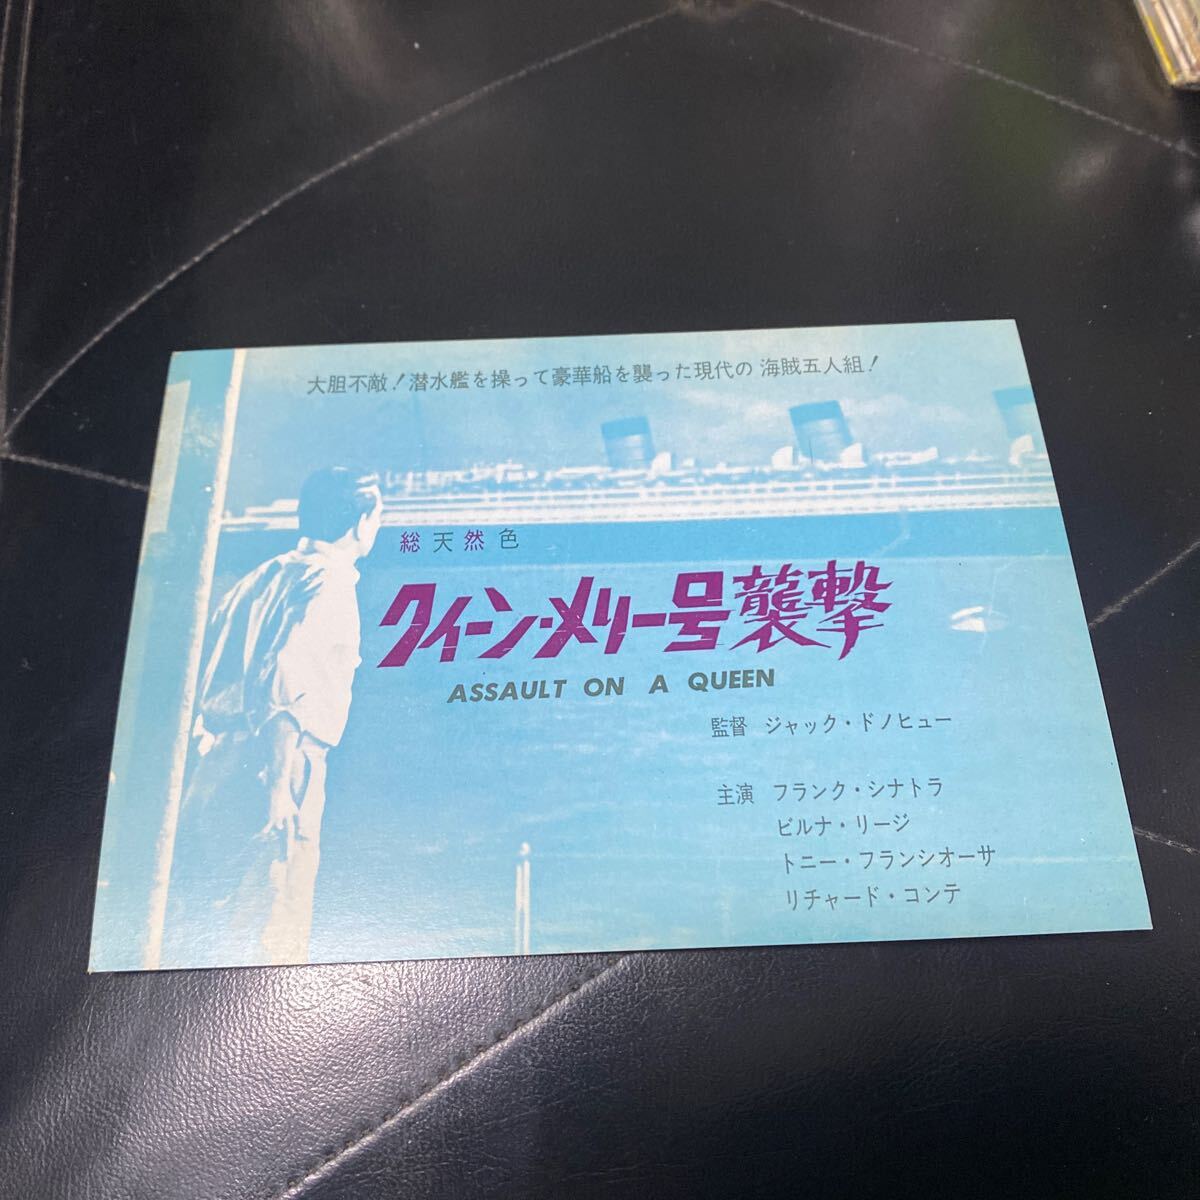 大胆不敵！潜水艦を操って豪華船を襲った現代の 海賊五人組！
総天然色
クィーン・メリー号襲撃
ASSAULT ON A QUEEN
監督 ジャック・ドノヒュー
主演 フランク・シナトラ
ビルナ・リージ
トニー・フランシオーサ
リチャード・コンテ